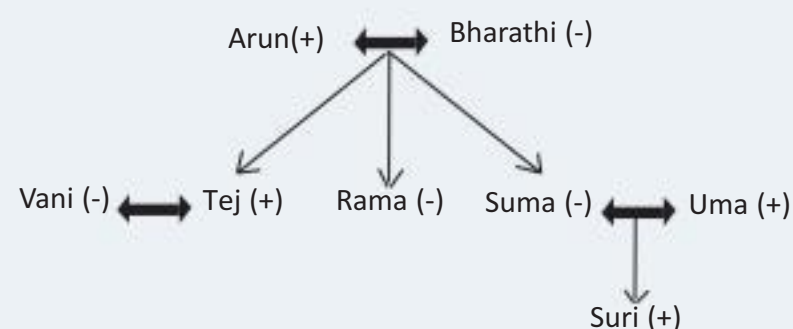 Arun(+) Bharathi (-)
Vani (-) Tej (+) Rama (-) Suma (-) Uma (+)
Suri (+)